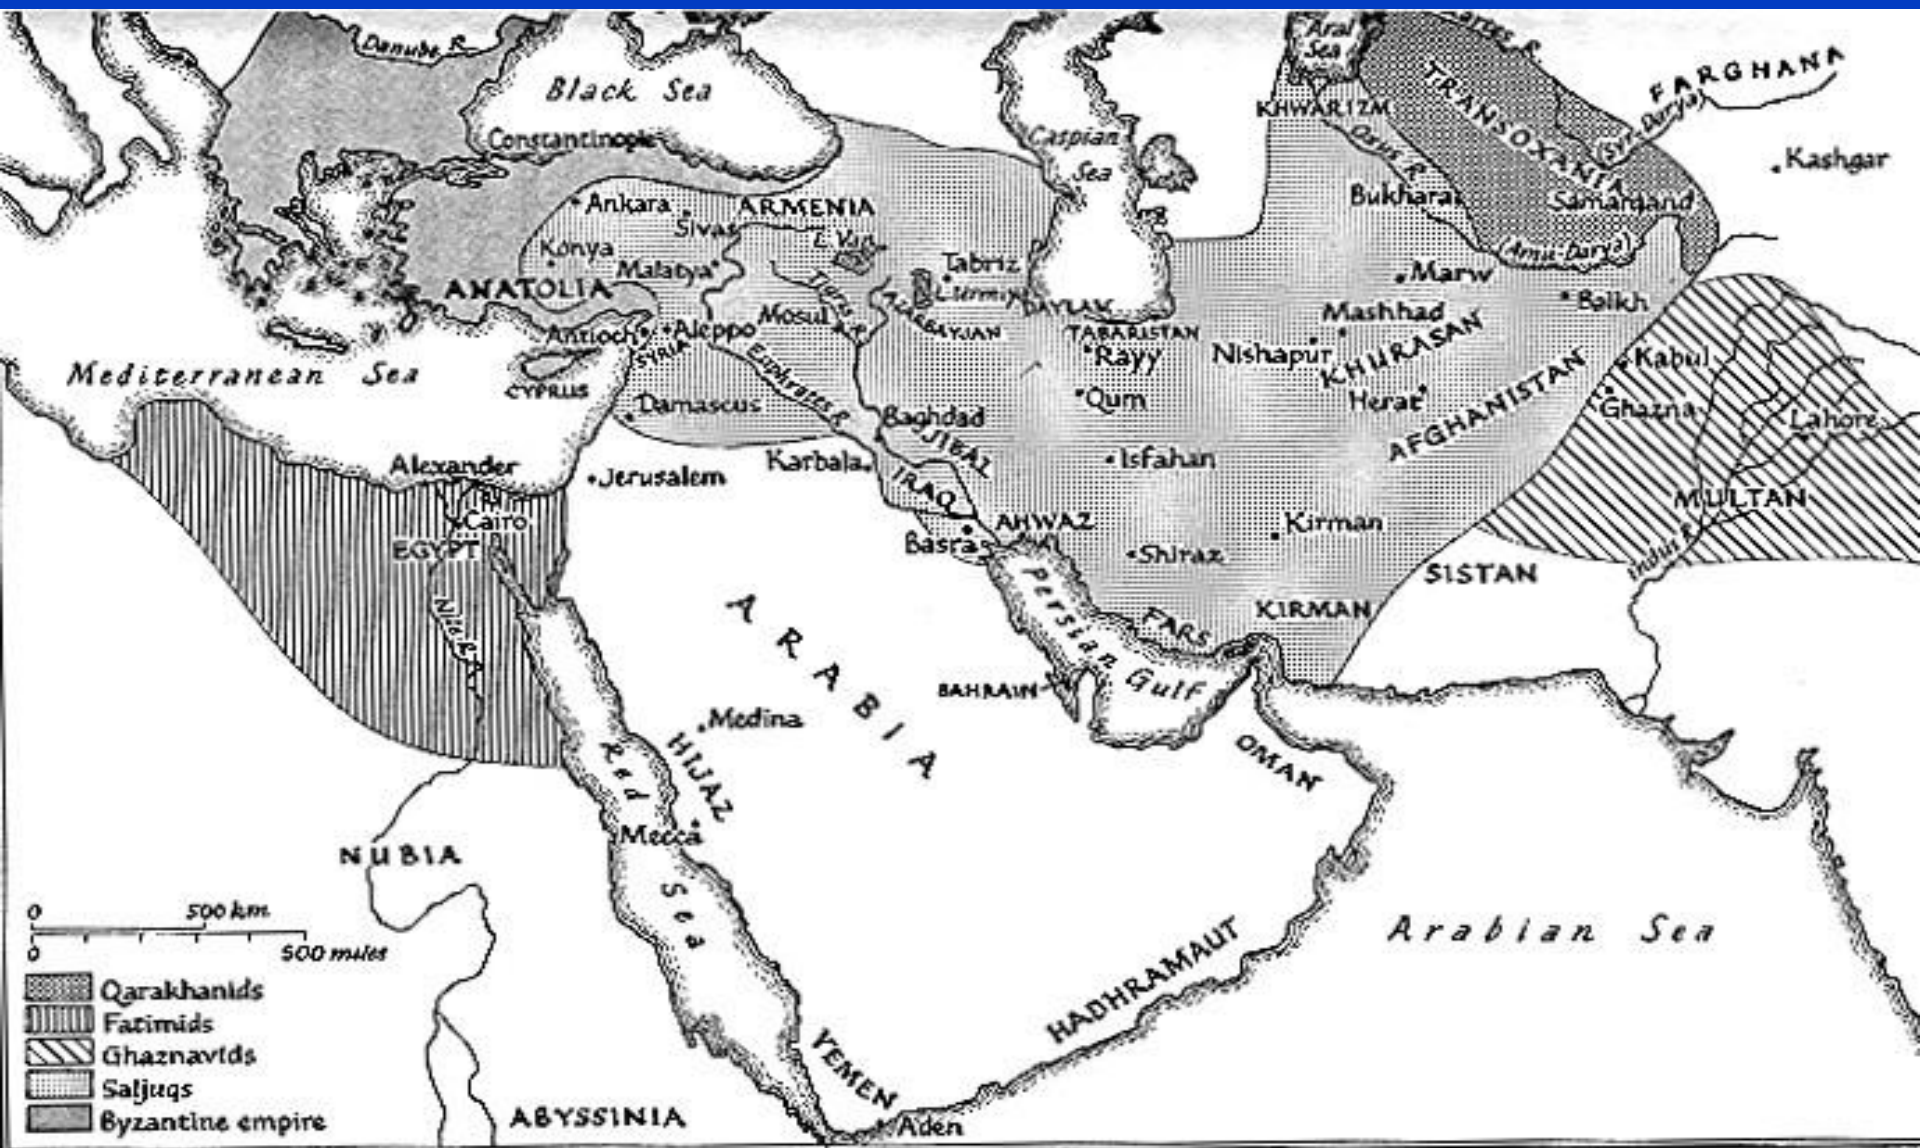 Danube R.
Black Sea
Constantinople
Aral
Sea
FARGHANA
TRANSOXANIA
(Syr-Darya)
KHWARIZM
Oxus R.
Caspian
Sea
Kashgar
Bukhara
Samarqand
(Amu-Darya)
Ankara
ARMENIA
Sivas
L. Van
Konya
Malatya
Tabriz
Marw
ANATOLIA
Tigris R.
L. Urmiya
DAYLAM
Balkh
Mosul
AZARBAYJAN
Mashhad
Antioch
Aleppo
SYRIA
TABARISTAN
Rayy
Nishapur
KHURASAN
Kabul
Mediterranean Sea
CYPRUS
Euphrates R.
Qum
Herat
AFGHANISTAN
Ghazna
Lahore
Damascus
Baghdad
JIBAL
Alexander
Jerusalem
Karbala
Isfahan
IRAQ
MULTAN
Cairo
AHWAZ
Kirman
EGYPT
Basra
Shiraz
Indus R.
SISTAN
Nile R.
Persian Gulf
FARS
KIRMAN
ARABIA
BAHRAIN
Medina
HIJAZ
OMAN
Red Sea
Mecca
NUBIA
Arabian Sea
HADHRAMAUT
YEMEN
Aden
ABYSSINIA
0 500 km.
0 500 miles
Qarakhanids
Fatimids
Ghaznavids
Saljuqs
Byzantine empire